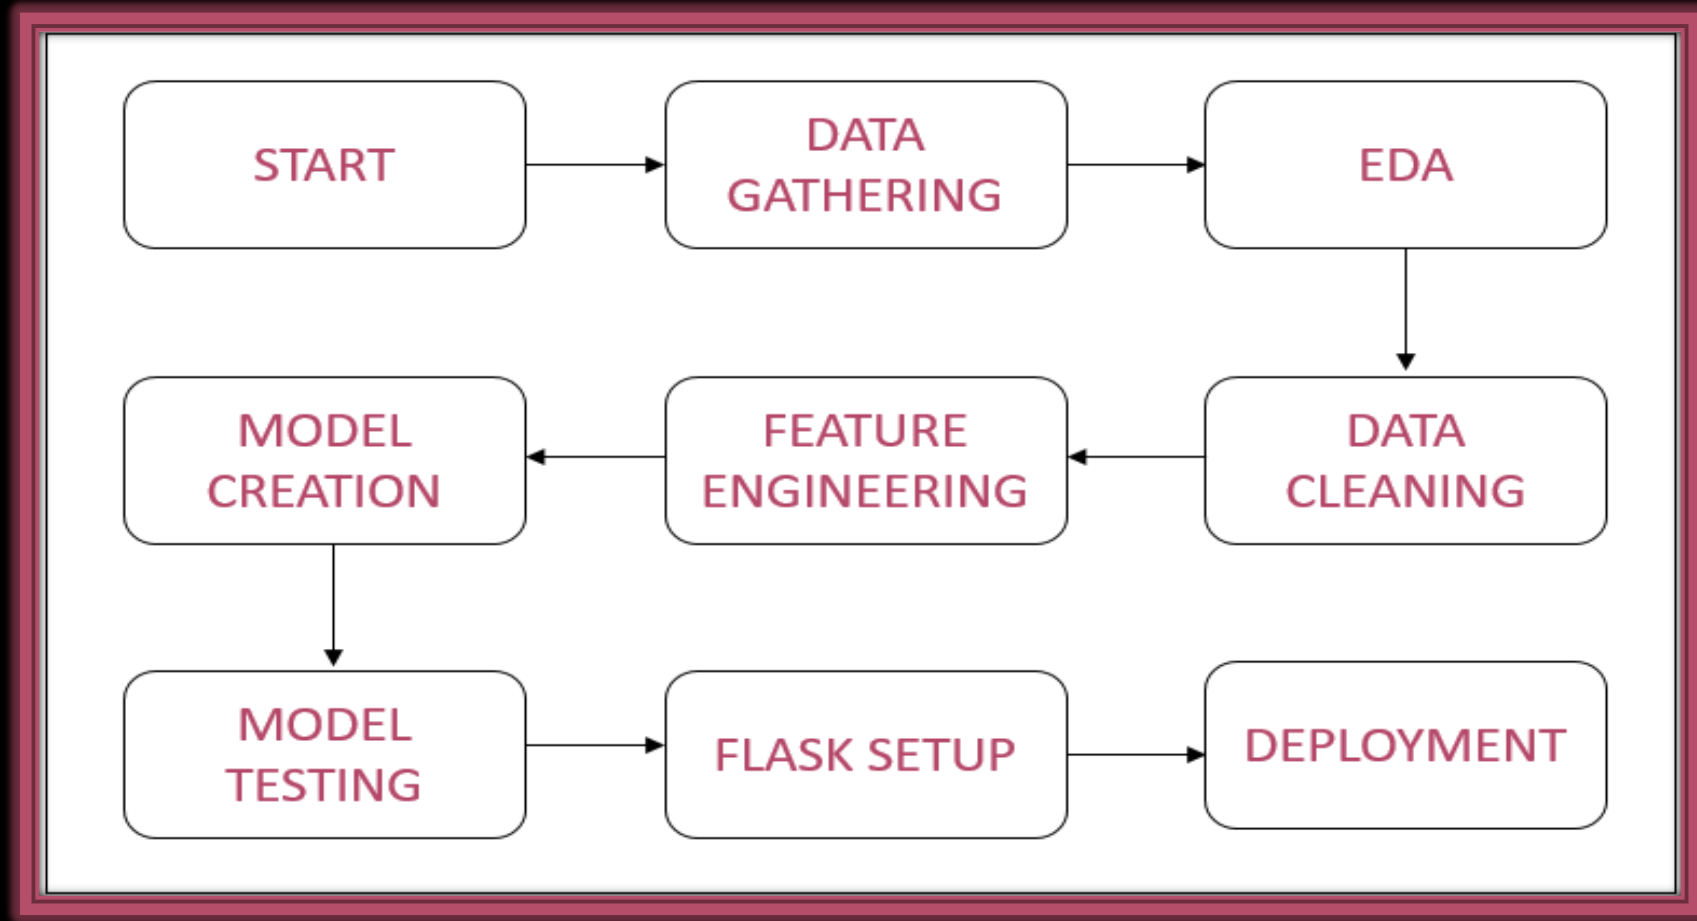 START
DATA
GATHERING
EDA
DATA
CLEANING
FEATURE
ENGINEERING
MODEL
CREATION
MODEL
TESTING
FLASK SETUP
DEPLOYMENT